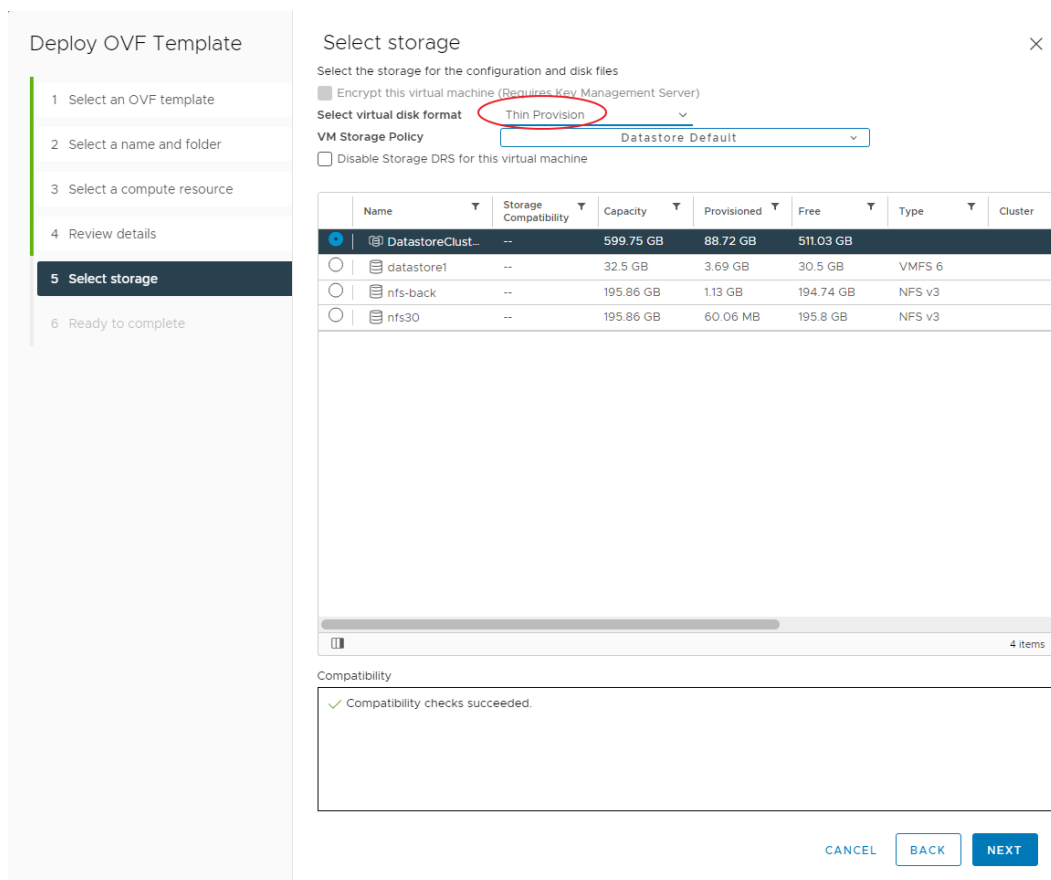 Deploy OVF Template
1 Select an OVF template
2 Select a name and folder
3 Select a compute resource
4 Review details
5 Select storage
6 Ready to complete
Select storage
Select the storage for the configuration and disk files
Encrypt this virtual machine (Requires Key Management Server)
Select virtual disk format Thin Provision
VM Storage Policy Datastore Default
Disable Storage DRS for this virtual machine
Name Storage Compatibility Capacity Provisioned Free Type Cluster
DatastoreClust... -- 599.75 GB 88.72 GB 511.03 GB
datastore1 -- 32.5 GB 3.69 GB 30.5 GB VMFS 6
nfs-back -- 195.86 GB 1.13 GB 194.74 GB NFS v3
nfs30 -- 195.86 GB 60.06 MB 195.8 GB NFS v3
4 items
Compatibility
Compatibility checks succeeded.
CANCEL BACK NEXT